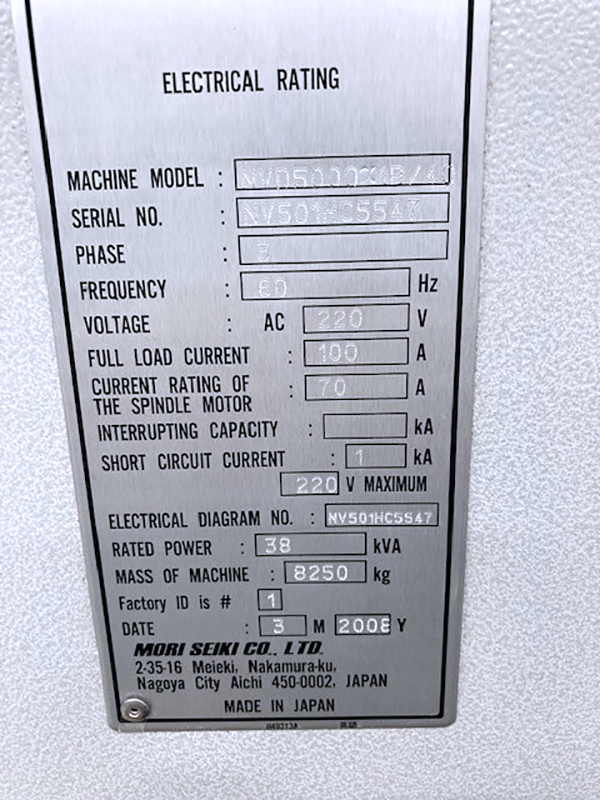 ELECTRICAL RATING
MACHINE MODEL :
SERIAL NO. : NV501HC5547
PHASE : 3
FREQUENCY : 60 Hz
VOLTAGE : AC 220 V
FULL LOAD CURRENT : 100 A
CURRENT RATING OF : 70 A
THE SPINDLE MOTOR
INTERRUPTING CAPACITY : kA
SHORT CIRCUIT CURRENT : 1 kA
220 V MAXIMUM
ELECTRICAL DIAGRAM NO. : NV501HC5547
RATED POWER : 38 kVA
MASS OF MACHINE : 8250 kg
Factory ID is # 1
DATE : 3 M 2008 Y
MORI SEIKI CO., LTD.
2-35-16 Meieki, Nakamura-ku,
Nagoya City Aichi 450-0002, JAPAN
MADE IN JAPAN